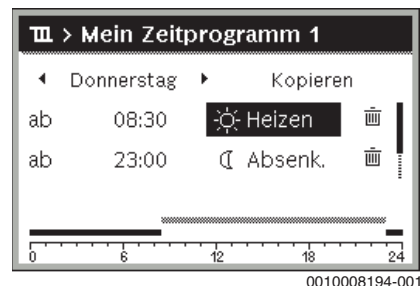 > Mein Zeitprogramm 1
Donnerstag Kopieren
ab 08:30 Heizen
ab 23:00 Absenk.
0 6 12 18 24
0010008194-001